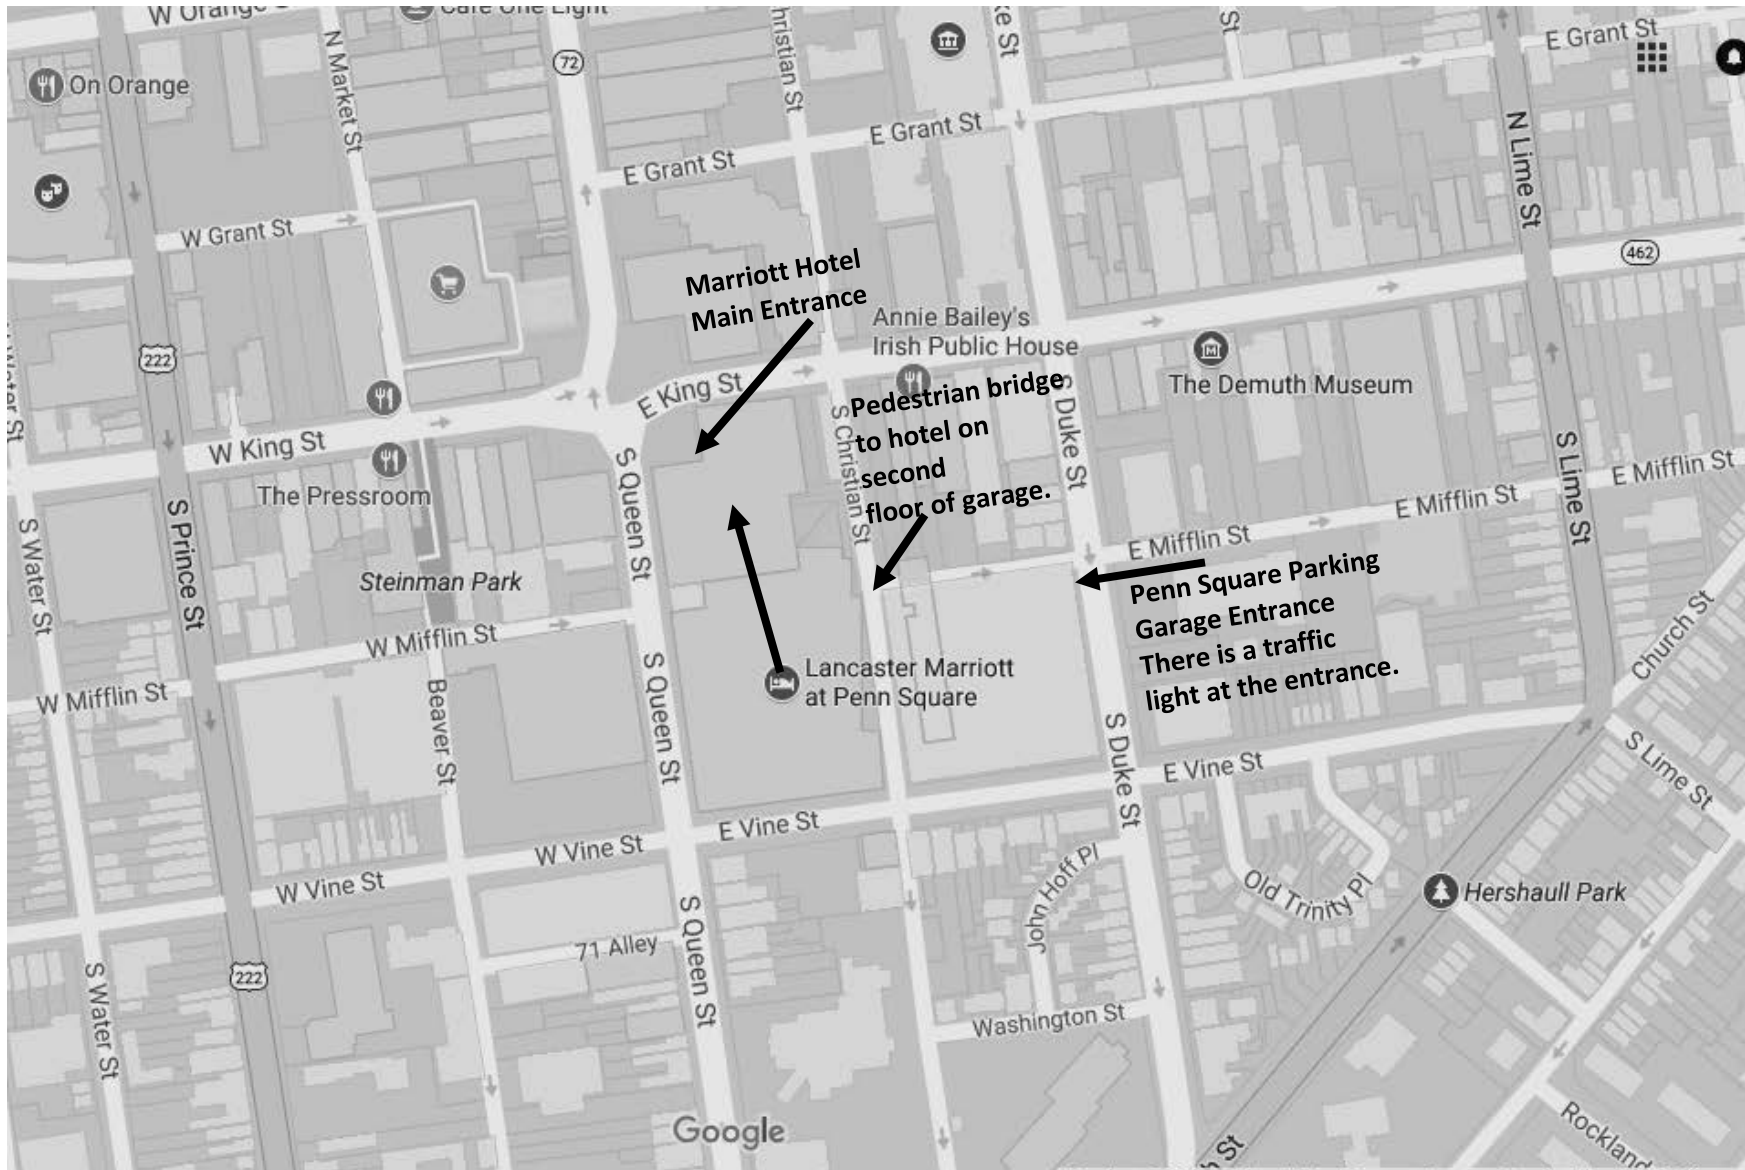 W Orange
Cafe One Eight
N Market St
72
hristian St
ke St
St
E Grant St
On Orange
E Grant St
E Grant St
N Lime St
W Grant St
462
Marriott Hotel
Main Entrance
Annie Bailey's
Irish Public House
222
N Water St
The Demuth Museum
E King St
Pedestrian bridge
to hotel on
second
floor of garage.
S Christian St
S Duke St
W King St
The Pressroom
S Queen St
S Lime St
E Mifflin St
E Mifflin St
E Mifflin St
S Prince St
S Water St
Steinman Park
Penn Square Parking
Garage Entrance
There is a traffic
light at the entrance.
Church St
W Mifflin St
W Mifflin St
Lancaster Marriott
at Penn Square
Beaver St
S Queen St
S Duke St
E Vine St
S Lime St
E Vine St
W Vine St
W Vine St
John Hoff Pl
Old Trinity Pl
Hershaull Park
71 Alley
S Queen St
222
S Water St
Washington St
Google
Rockland
h St